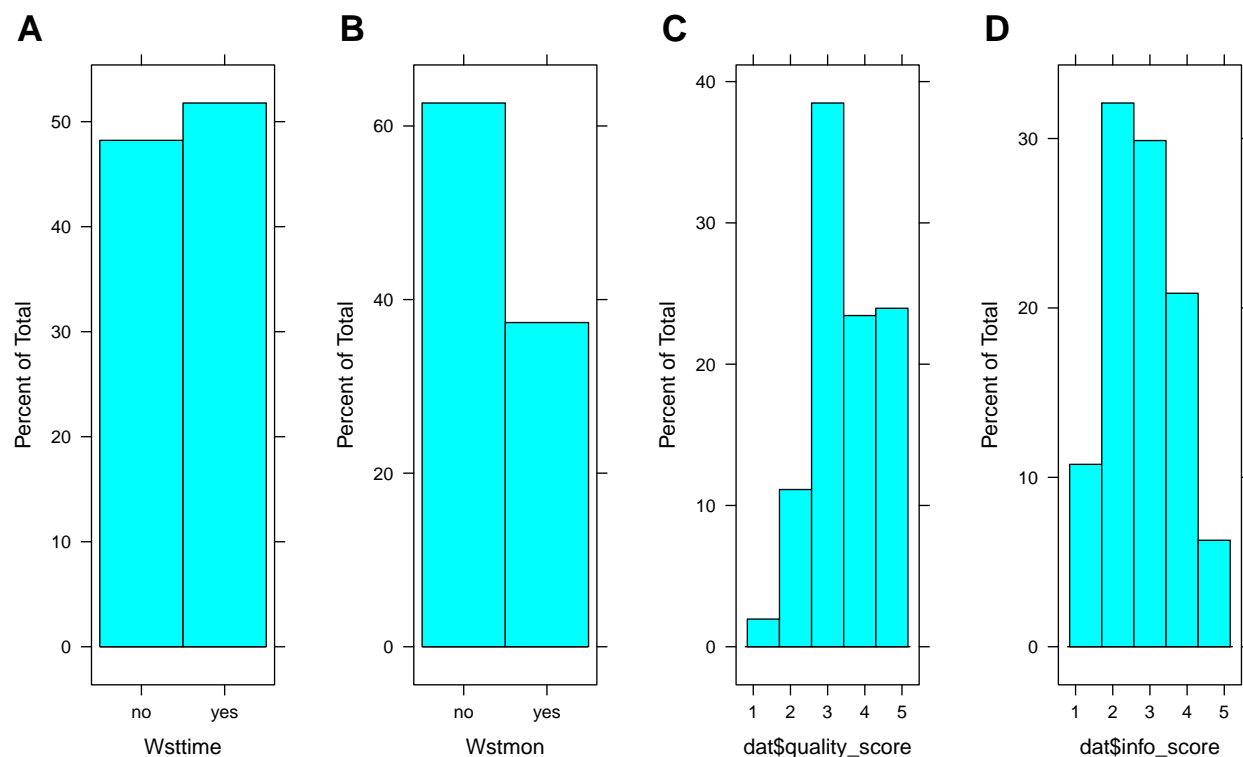 A
B
C
D
Percent of Total
0
10
20
30
40
50
no
yes
Wsttime
Percent of Total
0
20
40
60
no
yes
Wstmon
Percent of Total
0
10
20
30
40
1
2
3
4
5
dat$quality_score
Percent of Total
0
10
20
30
1
2
3
4
5
dat$info_score